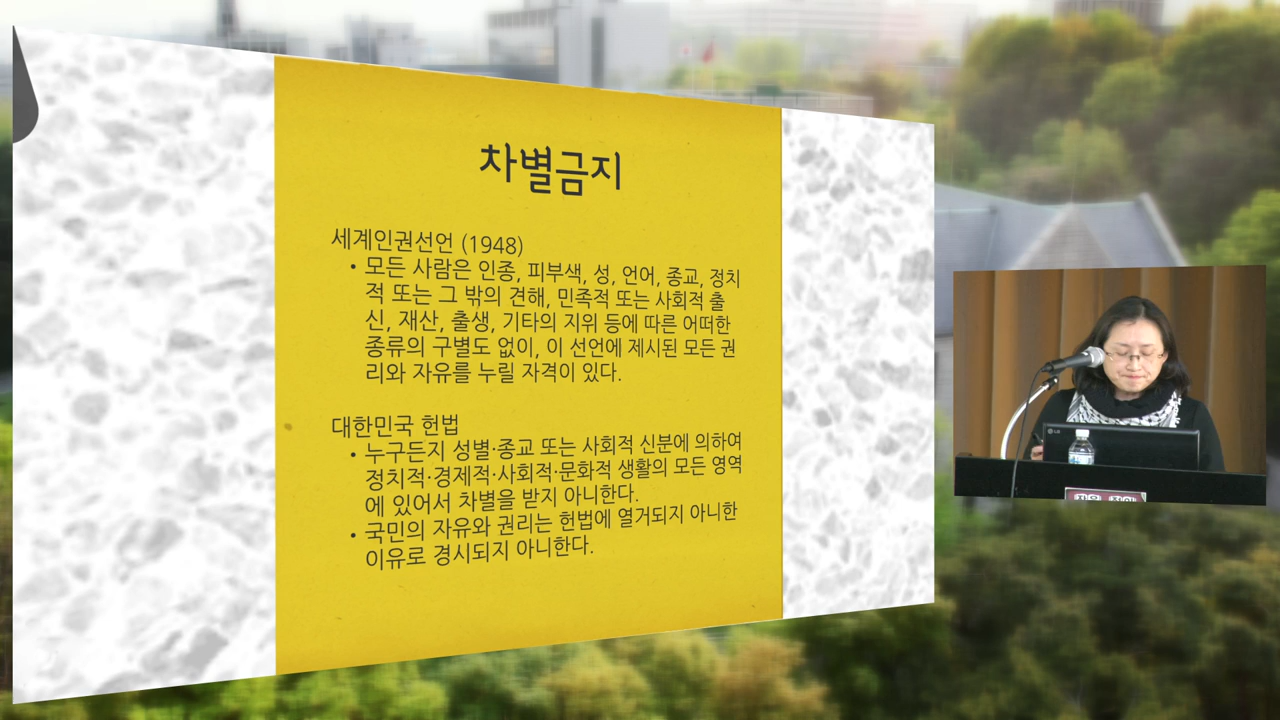 차별금지
세계인권선언 (1948)
• 모든 사람은 인종, 피부색, 성, 언어, 종교, 정치
적 또는 그 밖의 견해, 민족적 또는 사회적 출
신, 재산, 출생, 기타의 지위 등에 따른 어떠한
종류의 구별도 없이, 이 선언에 제시된 모든 권
리와 자유를 누릴 자격이 있다.
대한민국 헌법
• 누구든지 성별·종교 또는 사회적 신분에 의하여
정치적·경제적·사회적·문화적 생활의 모든 영역
에 있어서 차별을 받지 아니한다.
• 국민의 자유와 권리는 헌법에 열거되지 아니한
이유로 경시되지 아니한다.
LG
자유 정의